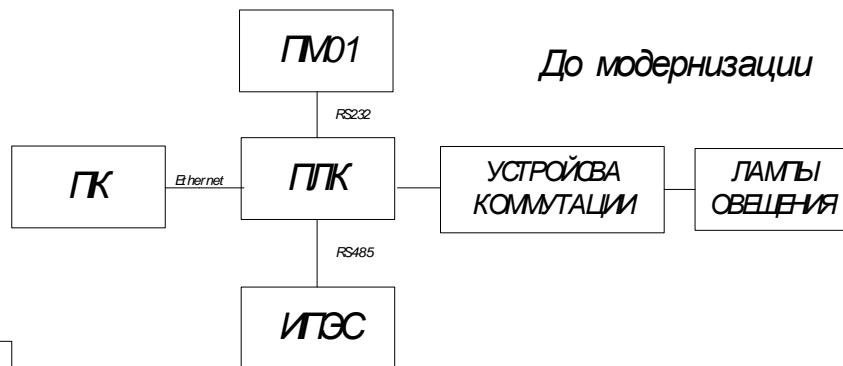 ПМ01
До модернизации
RS232
ПК
Ethernet
ПЛК
УСТРОЙСВА
КОММУТАЦИИ
ЛАМПЫ
ОВЕЩЕНИЯ
RS485
ИПЭС